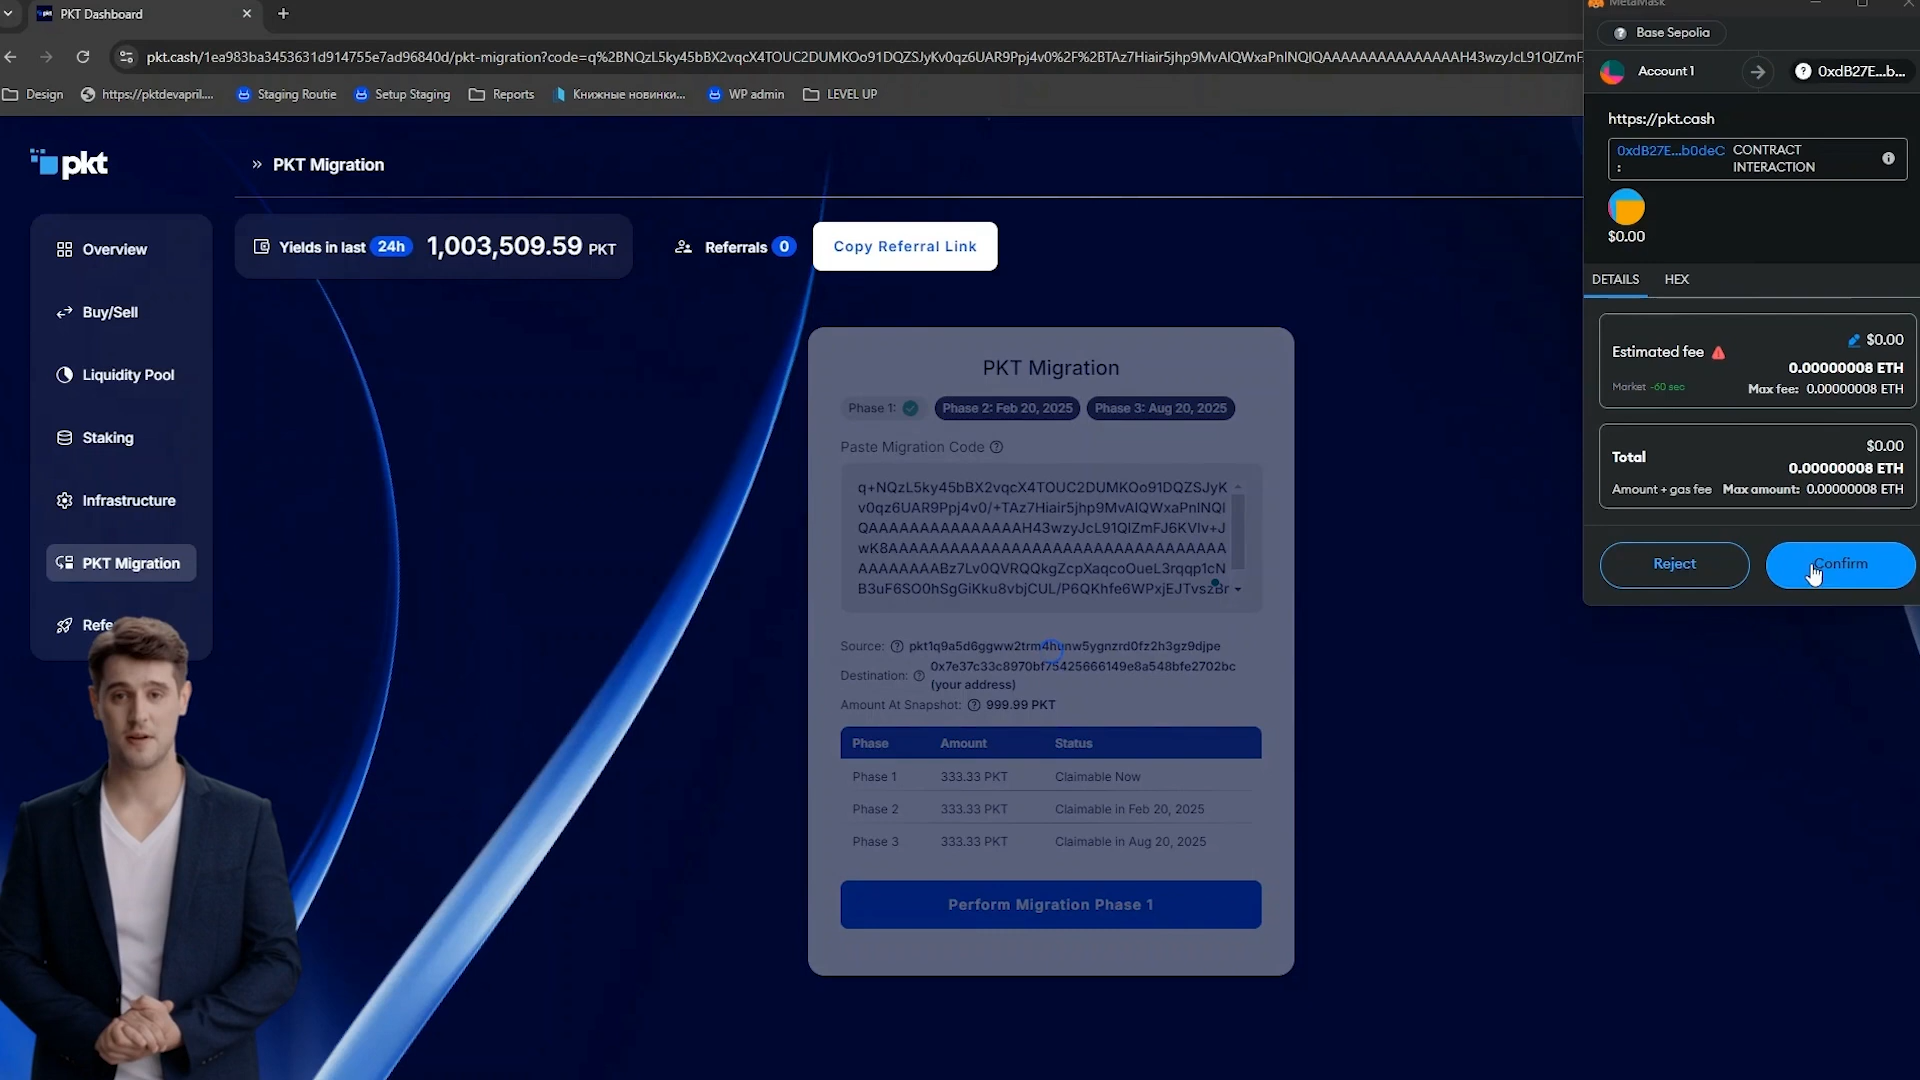 PKT Dashboard
MetaMask
pkt.cash/1ea983ba3453631d914755e7ad96840d/pkt-migration?code=q%2BNQzL5ky45bBX2vqcX4TOUC2DUMKOo91DQZSJyKv0qz6UAR9Ppj4v0%2F%2BTAz7Hiair5jhp9MvAIQWxaPnINQIQAAAAAAAAAAAAAAAH43wzyJcL91QIZmF
Design
https://pktdevapril....
Staging Routie
Setup Staging
Reports
Книжные новинки...
WP admin
LEVEL UP
pkt
» PKT Migration
Overview
Buy/Sell
Liquidity Pool
Staking
Infrastructure
PKT Migration
Yields in last 24h 1,003,509.59 PKT
Referrals 0
Copy Referral Link
PKT Migration
Phase 1:
Phase 2: Feb 20, 2025
Phase 3: Aug 20, 2025
Paste Migration Code
q+NQzL5ky45bBX2vqcX4TOUC2DUMKOo91DQZSJyK
v0qz6UAR9Ppj4v0/+TAz7Hiair5jhp9MvAIQWxaPnINQI
QAAAAAAAAAAAAAAAH43wzyJcL91QIZmFJ6KVIv+J
wK8AAAAAAAAAAAAAAAAAAAAAAAAAAAAAAAAA
AAAAAAAABz7Lv0QVRQQkgZcpXaqcoOueL3rqqp1cN
B3uF6SO0hSgGiKku8vbjCUL/P6QKhfe6WPxjEJTvszBr
Source:
Destination: 0x7e37c33c8970bf75425666149e8a548bfe2702bc
(your address)
Amount At Snapshot: 999.99 PKT
Phase Amount Status
Phase 1 333.33 PKT Claimable Now
Phase 2 333.33 PKT Claimable in Feb 20, 2025
Phase 3 333.33 PKT Claimable in Aug 20, 2025
Perform Migration Phase 1
Base Sepolia
Account 1
0xdB27E...b...
https://pkt.cash
0xdB27E...b0deC : CONTRACT
INTERACTION
$0.00
DETAILS
HEX
Estimated fee $0.00
0.00000008 ETH
Market ~60 sec Max fee: 0.00000008 ETH
$0.00
Total 0.00000008 ETH
Amount + gas fee Max amount: 0.00000008 ETH
Reject
Confirm